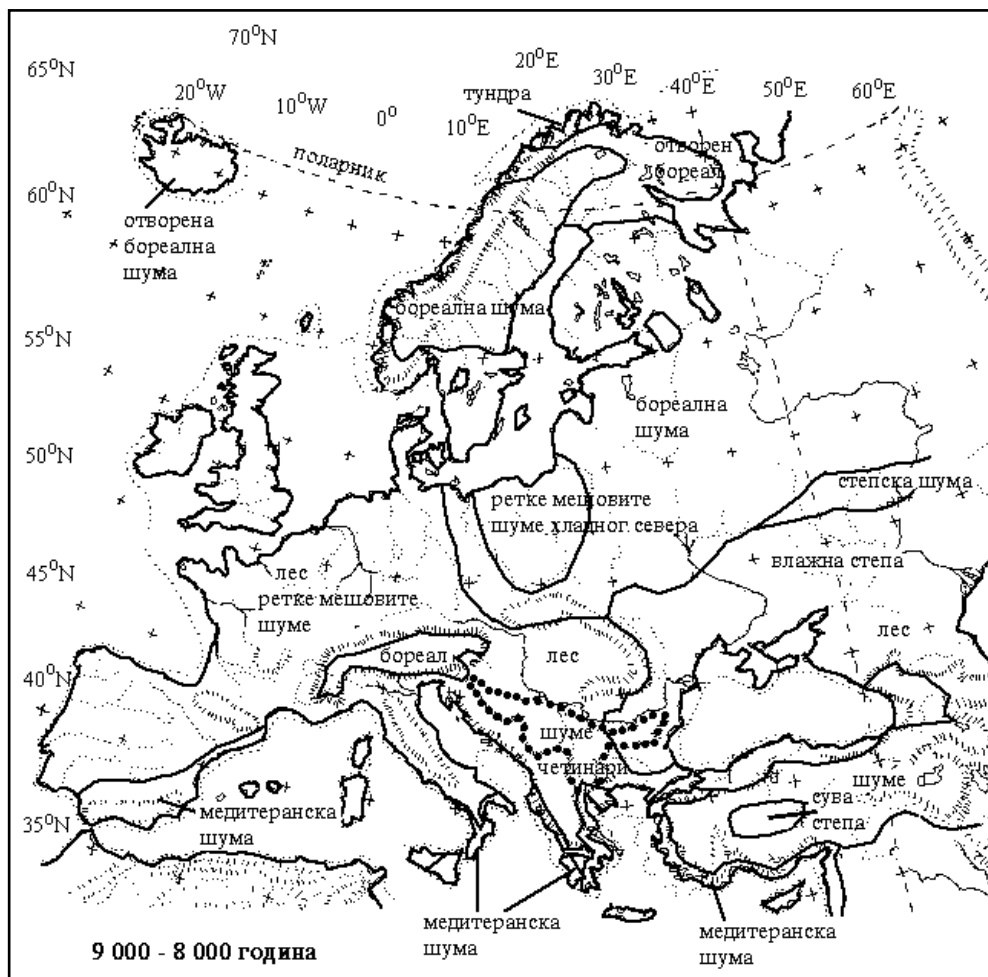 70⁰N
65⁰N
20⁰W
10⁰W
0⁰
10⁰E
20⁰E
30⁰E
40⁰E
50⁰E
60⁰E
тундра
отворен
бореал
поларник
60⁰N
отворена
бореална
шума
бореална шума
55⁰N
бореална
шума
50⁰N
ретке мешовите
шуме хладног севера
степска шума
45⁰N
лес
ретке мешовите
шуме
влажна степа
лес
бореал
лес
40⁰N
шуме
четинари
шуме
сува
степа
медитеранска
шума
35⁰N
медитеранска
шума
медитеранска
шума
9 000 - 8 000 година